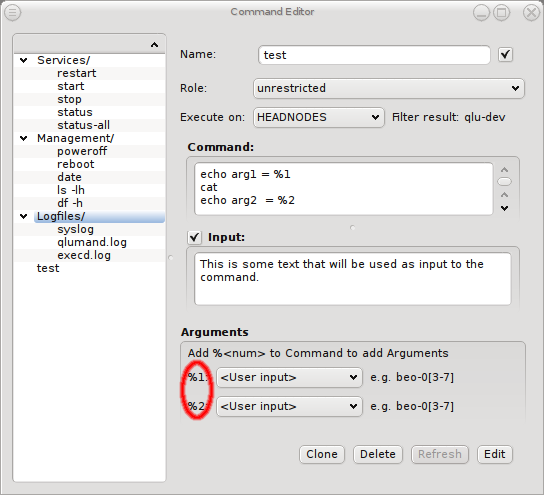 Command Editor
Services/
restart
start
stop
status
status-all
Management/
poweroff
reboot
date
ls -lh
df -h
Logfiles/
syslog
qlumand.log
execd.log
test
Name: test
Role: unrestricted
Execute on: HEADNODES Filter result: qlu-dev
Command:
echo arg1 = %1
cat
echo arg2  = %2
Input:
This is some text that will be used as input to the
command.
Arguments
Add %<num> to Command to add Arguments
%1: <User input> e.g. beo-0[3-7]
%2: <User input> e.g. beo-0[3-7]
Clone Delete Refresh Edit